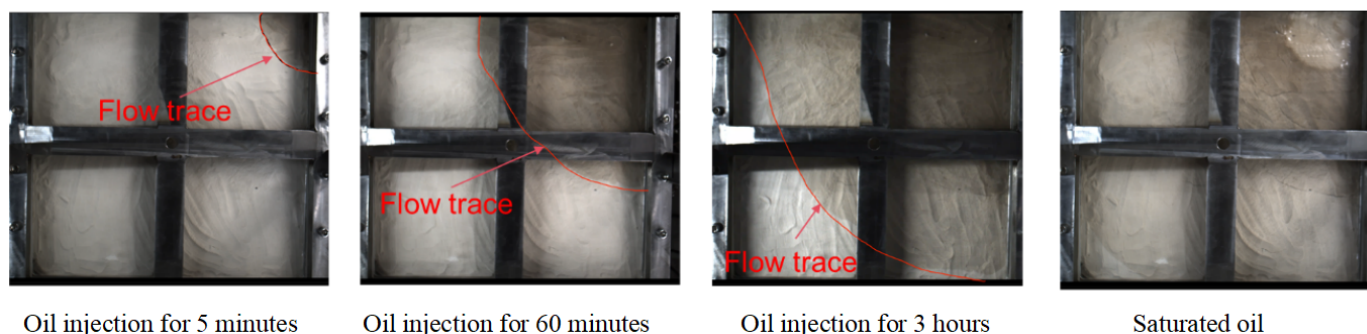 Flow trace
Flow trace
Flow trace
Oil injection for 5 minutes
Oil injection for 60 minutes
Oil injection for 3 hours
Saturated oil